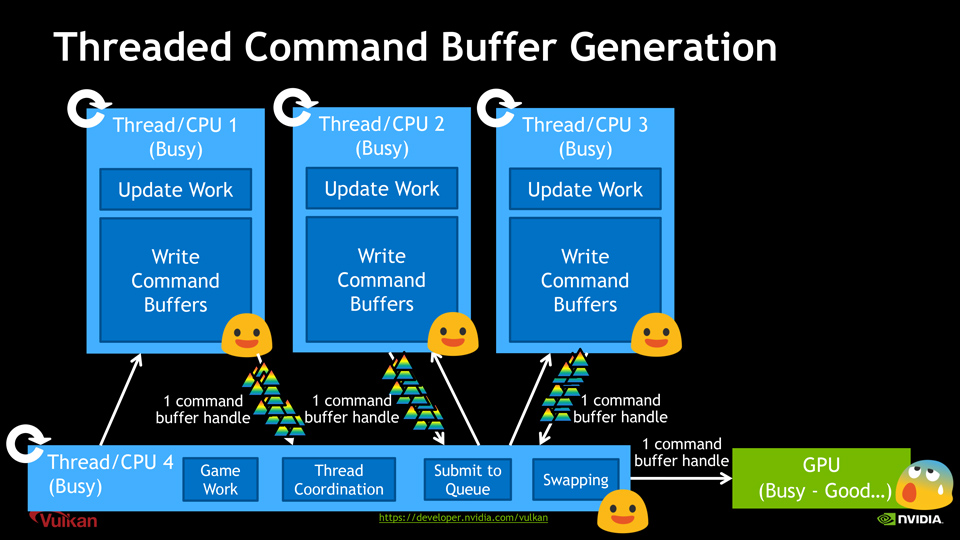 Threaded Command Buffer Generation
Thread/CPU 1
(Busy)
Update Work
Write
Command
Buffers
Thread/CPU 2
(Busy)
Update Work
Write
Command
Buffers
Thread/CPU 3
(Busy)
Update Work
Write
Command
Buffers
1 command
buffer handle
1 command
buffer handle
1 command
buffer handle
1 command
buffer handle
Thread/CPU 4
(Busy)
Game
Work
Thread
Coordination
Submit to
Queue
Swapping
GPU
(Busy - Good…)
Vulkan
https://developer.nvidia.com/vulkan
NVIDIA.